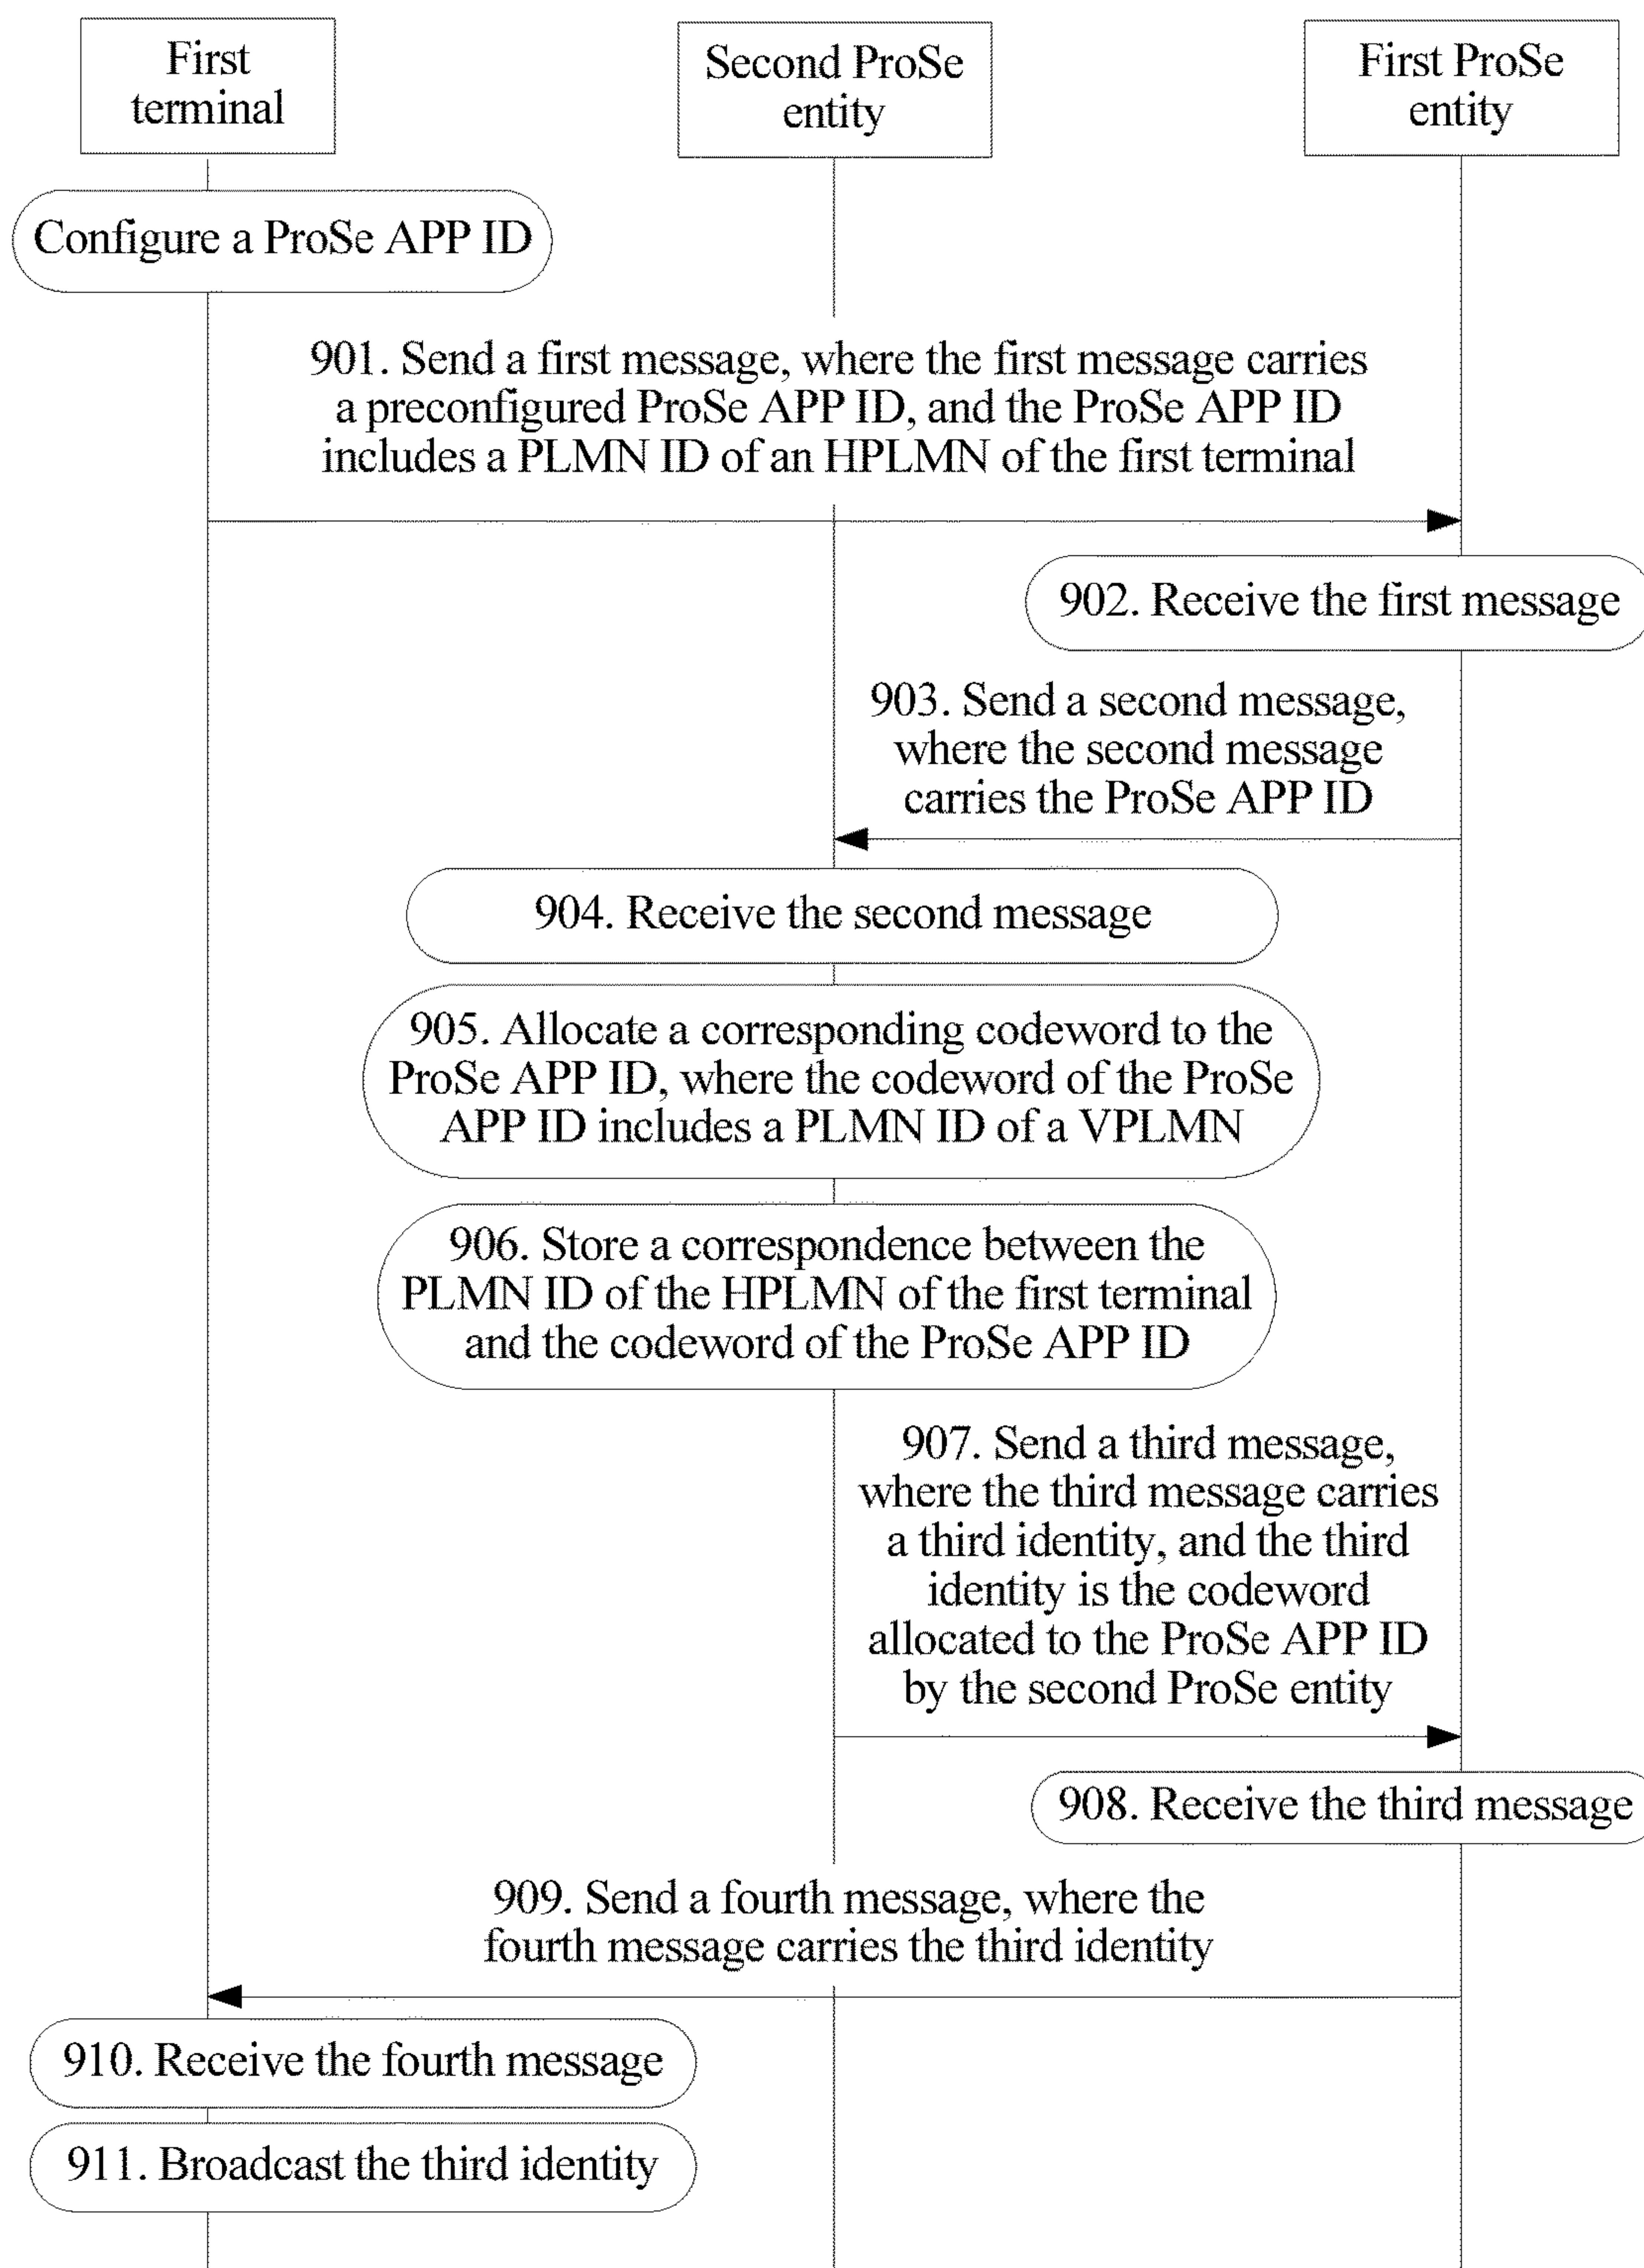 First
terminal
Second ProSe
entity
First ProSe
entity
Configure a ProSe APP ID
901. Send a first message, where the first message carries
a preconfigured ProSe APP ID, and the ProSe APP ID
includes a PLMN ID of an HPLMN of the first terminal
902. Receive the first message
903. Send a second message,
where the second message
carries the ProSe APP ID
904. Receive the second message
905. Allocate a corresponding codeword to the
ProSe APP ID, where the codeword of the ProSe
APP ID includes a PLMN ID of a VPLMN
906. Store a correspondence between the
PLMN ID of the HPLMN of the first terminal
and the codeword of the ProSe APP ID
907. Send a third message,
where the third message carries
a third identity, and the third
identity is the codeword
allocated to the ProSe APP ID
by the second ProSe entity
908. Receive the third message
909. Send a fourth message, where the
fourth message carries the third identity
910. Receive the fourth message
911. Broadcast the third identity